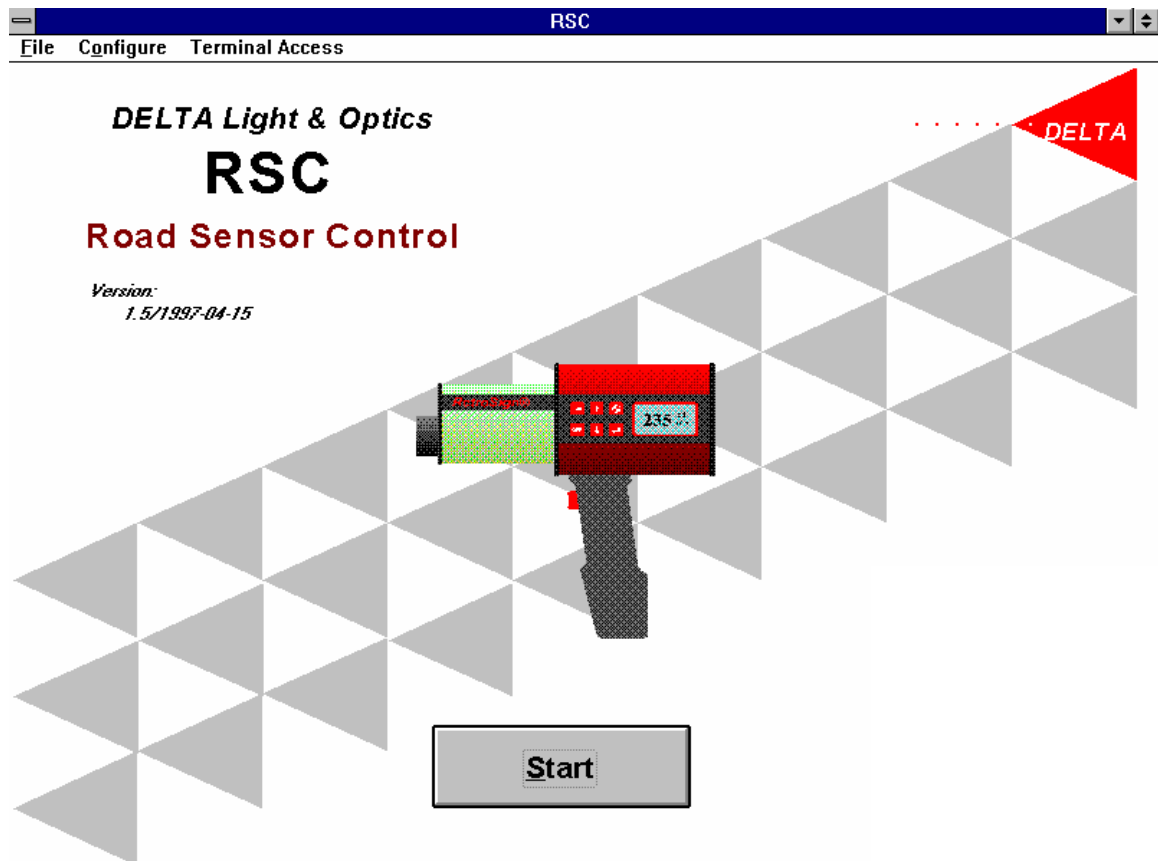 RSC
File Configure Terminal Access
DELTA Light & Optics
RSC
Road Sensor Control
Version:
1.5/1997-04-15
DELTA
RetroSign®
235
Start